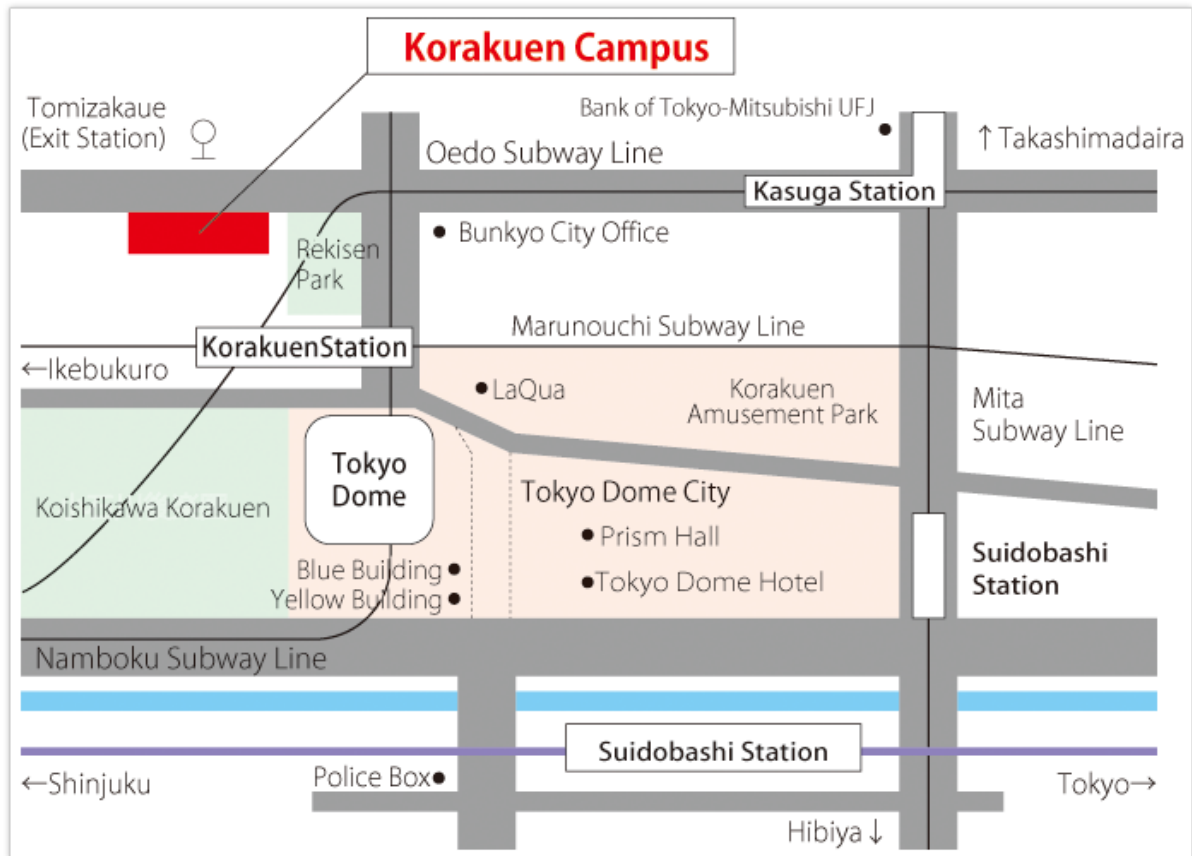 Korakuen Campus
Tomizakaue
(Exit Station)
Bank of Tokyo-Mitsubishi UFJ
↑Takashimadaira
Oedo Subway Line
Kasuga Station
Rekisen
Park
Bunkyo City Office
Marunouchi Subway Line
KorakuenStation
←Ikebukuro
LaQua
Korakuen
Amusement Park
Mita
Subway Line
Tokyo
Dome
Koishikawa Korakuen
Tokyo Dome City
Prism Hall
Tokyo Dome Hotel
Blue Building
Yellow Building
Suidobashi
Station
Namboku Subway Line
Suidobashi Station
←Shinjuku
Police Box
Tokyo→
Hibiya↓